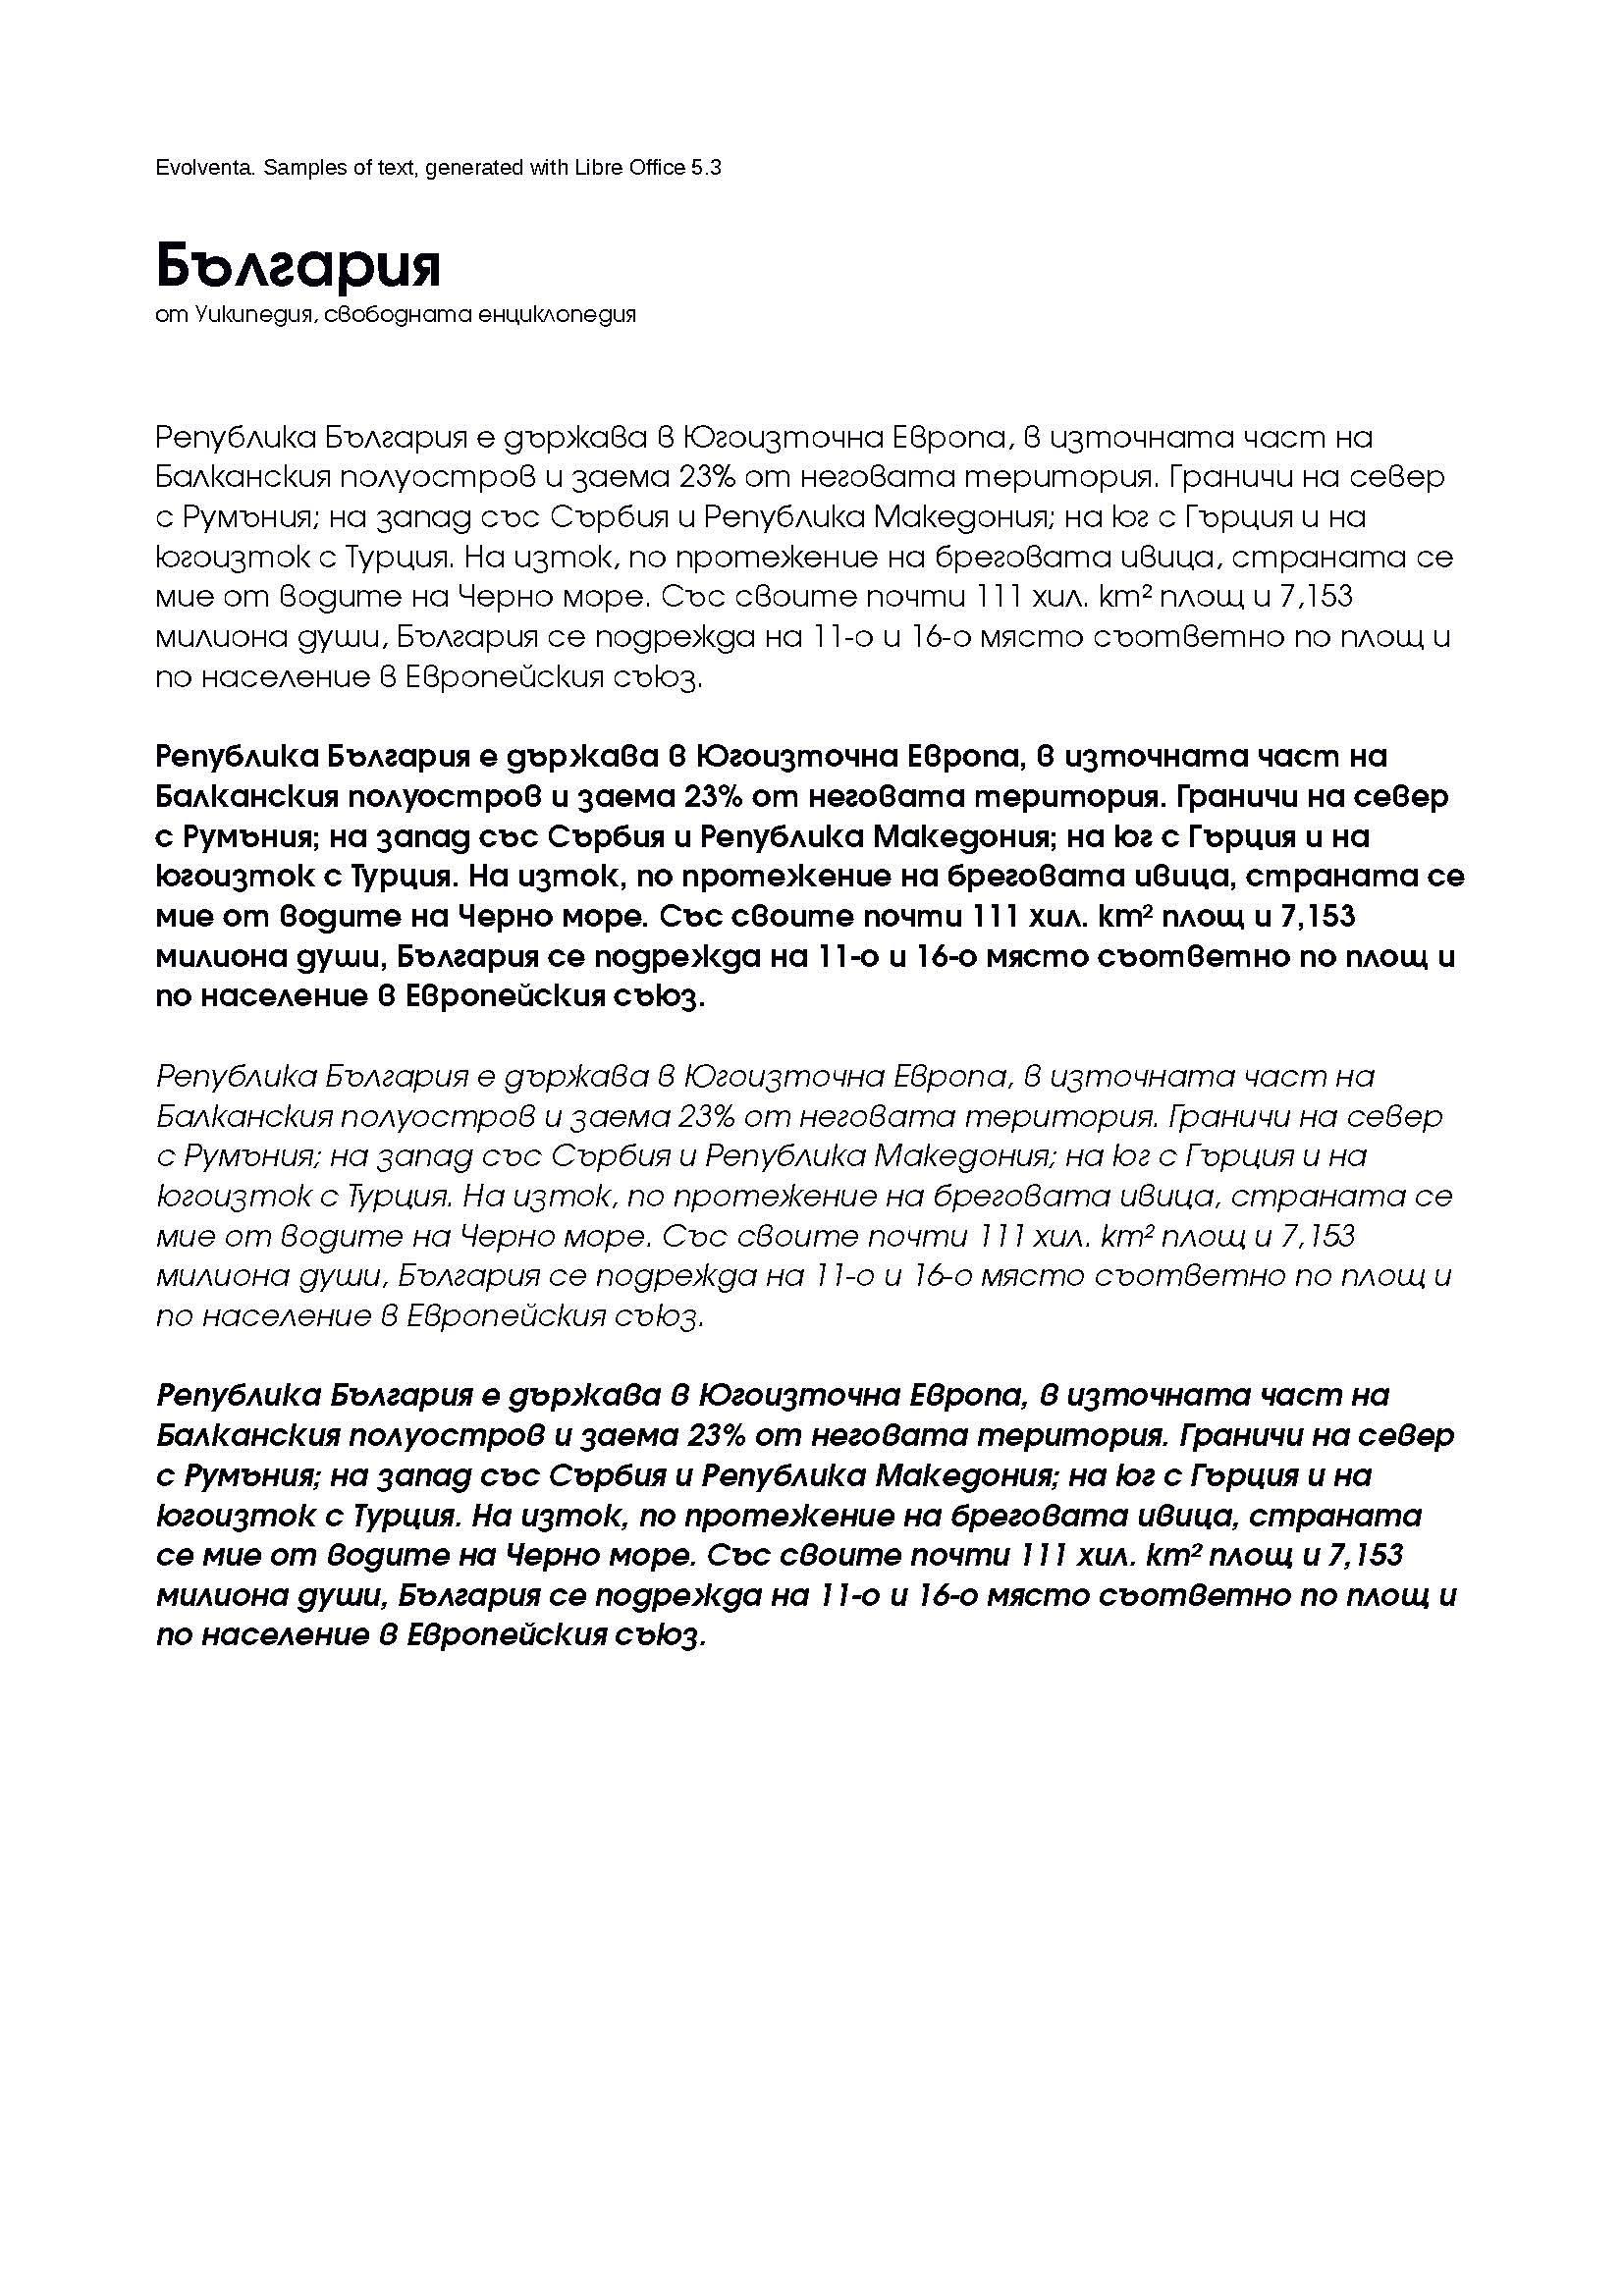 Evolventa. Samples of text, generated with Libre Office 5.3
България
от Уикипедия, свободната енциклопедия
Република България е държава в Югоизточна Европа, в източната част на
Балканския полуостров и заема 23% от неговата територия. Граничи на север
с Румъния; на запад със Сърбия и Република Македония; на юг с Гърция и на
югоизток с Турция. На изток, по протежение на бреговата ивица, страната се
мие от водите на Черно море. Със своите почти 111 хил. km² площ и 7,153
милиона души, България се подрежда на 11-о и 16-о място съответно по площ и
по население в Европейския съюз.
Република България е държава в Югоизточна Европа, в източната част на
Балканския полуостров и заема 23% от неговата територия. Граничи на север
с Румъния; на запад със Сърбия и Република Македония; на юг с Гърция и на
югоизток с Турция. На изток, по протежение на бреговата ивица, страната се
мие от водите на Черно море. Със своите почти 111 хил. km² площ и 7,153
милиона души, България се подрежда на 11-о и 16-о място съответно по площ и
по население в Европейския съюз.
Република България е държава в Югоизточна Европа, в източната част на
Балканския полуостров и заема 23% от неговата територия. Граничи на север
с Румъния; на запад със Сърбия и Република Македония; на юг с Гърция и на
югоизток с Турция. На изток, по протежение на бреговата ивица, страната се
мие от водите на Черно море. Със своите почти 111 хил. km² площ и 7,153
милиона души, България се подрежда на 11-о и 16-о място съответно по площ и
по население в Европейския съюз.
Република България е държава в Югоизточна Европа, в източната част на
Балканския полуостров и заема 23% от неговата територия. Граничи на север
с Румъния; на запад със Сърбия и Република Македония; на юг с Гърция и на
югоизток с Турция. На изток, по протежение на бреговата ивица, страната
се мие от водите на Черно море. Със своите почти 111 хил. km² площ и 7,153
милиона души, България се подрежда на 11-о и 16-о място съответно по площ и
по население в Европейския съюз.